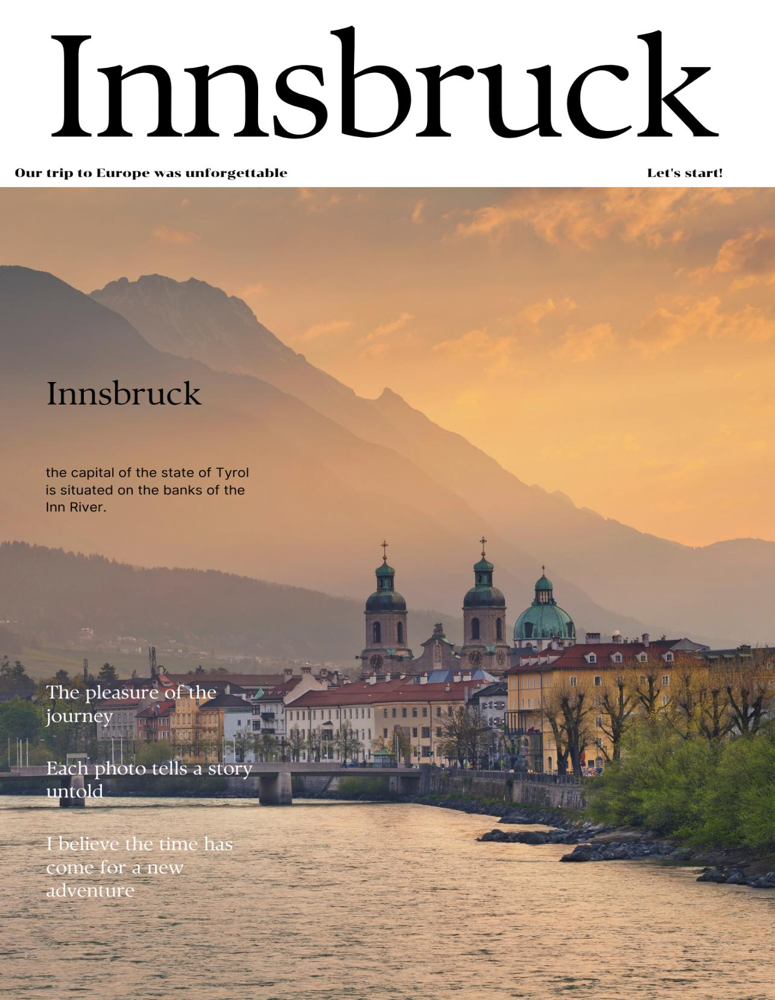 Innsbruck
Our trip to Europe was unforgettable
Let's start!
Innsbruck
the capital of the state of Tyrol
is situated on the banks of the
Inn River.
The pleasure of the
journey
Each photo tells a story
untold
I believe the time has
come for a new
adventure